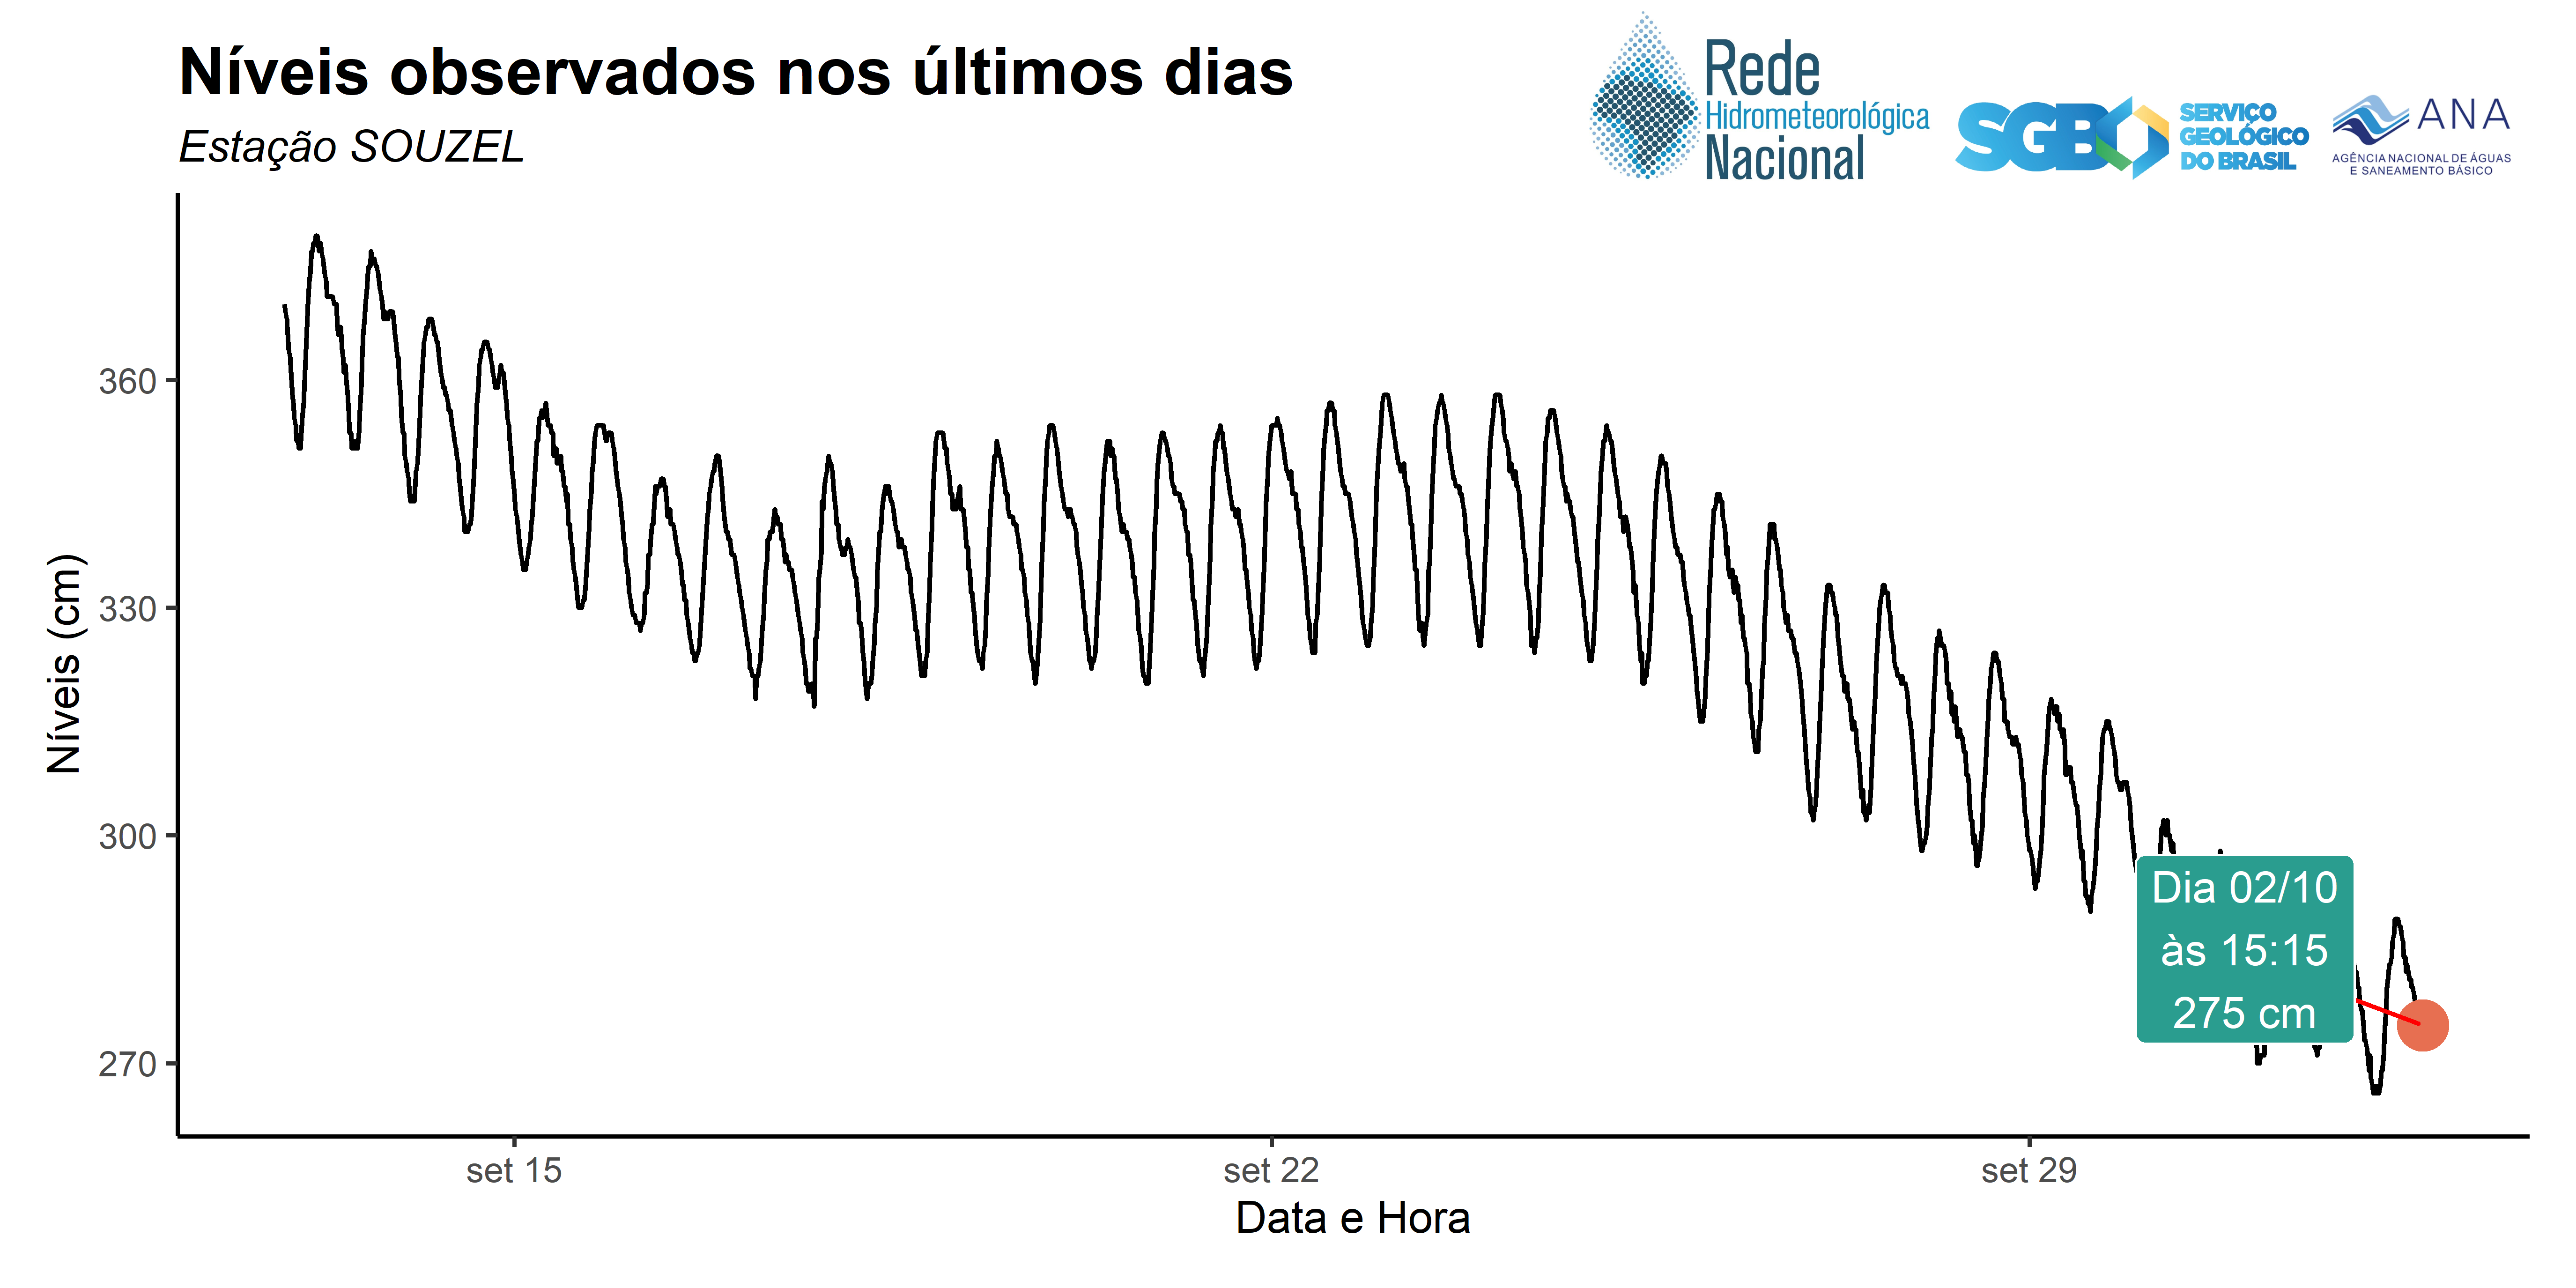 Níveis observados nos últimos dias
Estação SOUZEL
Rede
Hidrometeorológica
Nacional
SGB
SERVIÇO
GEOLÓGICO
DO BRASIL
ANA
AGÊNCIA NACIONAL DE ÁGUAS
E SANEAMENTO BÁSICO
Níveis (cm)
360
330
300
270
Dia 02/10
às 15:15
275 cm
set 15
set 22
set 29
Data e Hora